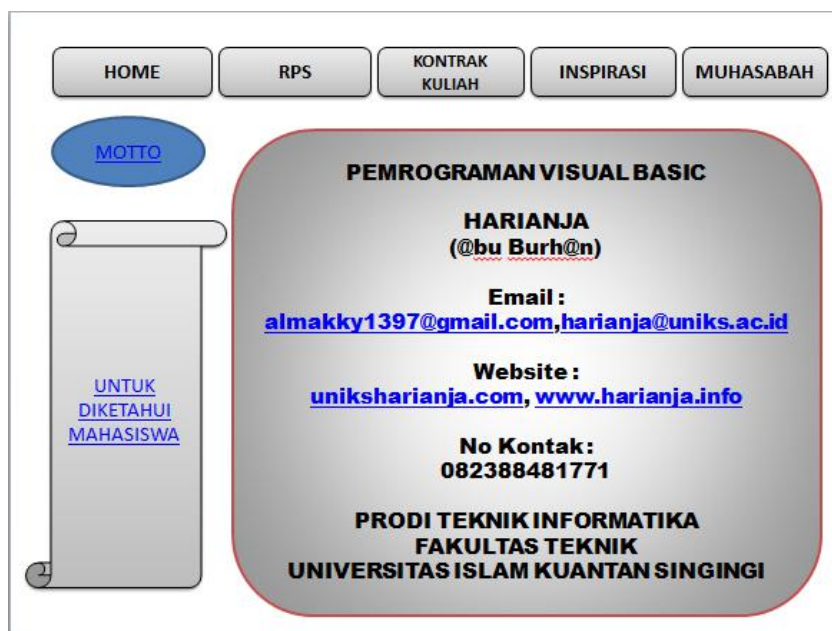 HOME
RPS
KONTRAK
KULIAH
INSPIRASI
MUHASABAH
MOTTO
UNTUK
DIKETAHUI
MAHASISWA
PEMROGRAMAN VISUAL BASIC
HARIANJA
(@bu Burh@n)
Email :
almakky1397@gmail.com,harianja@uniks.ac.id
Website :
uniksharianja.com, www.harianja.info
No Kontak :
082388481771
PRODI TEKNIK INFORMATIKA
FAKULTAS TEKNIK
UNIVERSITAS ISLAM KUANTAN SINGINGI